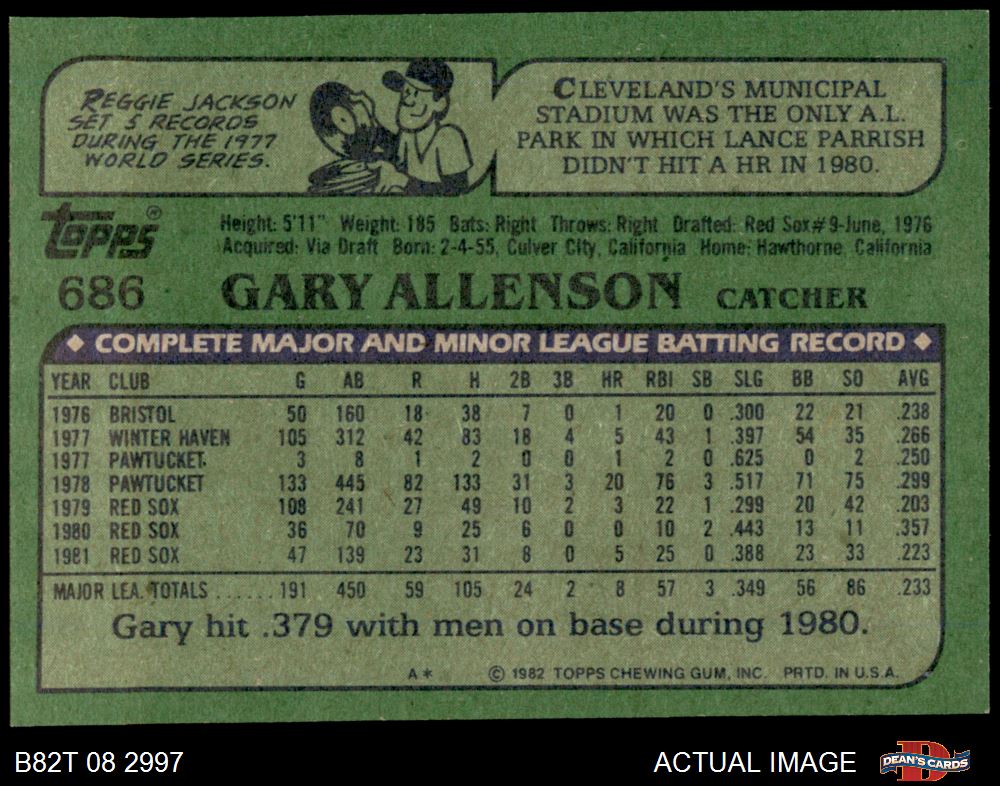 REGGIE JACKSON
SET 5 RECORDS
DURING THE 1977
WORLD SERIES.
CLEVELAND'S MUNICIPAL
STADIUM WAS THE ONLY A.L.
PARK IN WHICH LANCE PARRISH
DIDN'T HIT A HR IN 1980.
Topps®
Height: 5'11" Weight: 185 Bats: Right Throws: Right Drafted: Red Sox#9-June, 1976
Acquired: Via Draft Born: 2-4-55, Culver City, California Home: Hawthorne, California
686 GARY ALLENSON CATCHER
◆ COMPLETE MAJOR AND MINOR LEAGUE BATTING RECORD ◆
YEAR CLUB G AB R H 2B 3B HR RBI SB SLG BB SO AVG
1976 BRISTOL 50 160 18 38 7 0 1 20 0 .300 22 21 .238
1977 WINTER HAVEN 105 312 42 83 18 4 5 43 1 .397 54 35 .266
1977 PAWTUCKET 3 8 1 2 0 0 1 2 0 .625 0 2 .250
1978 PAWTUCKET 133 445 82 133 31 3 20 76 3 .517 71 75 .299
1979 RED SOX 108 241 27 49 10 2 3 22 1 .299 20 42 .203
1980 RED SOX 36 70 9 25 6 0 0 10 2 .443 13 11 .357
1981 RED SOX 47 139 23 31 8 0 5 25 0 .388 23 33 .223
MAJOR LEA. TOTALS ...... 191 450 59 105 24 2 8 57 3 .349 56 86 .233
Gary hit .379 with men on base during 1980.
A* © 1982 TOPPS CHEWING GUM, INC. PRTD. IN U.S.A.
B82T 08 2997 ACTUAL IMAGE D DEAN'S CARDS